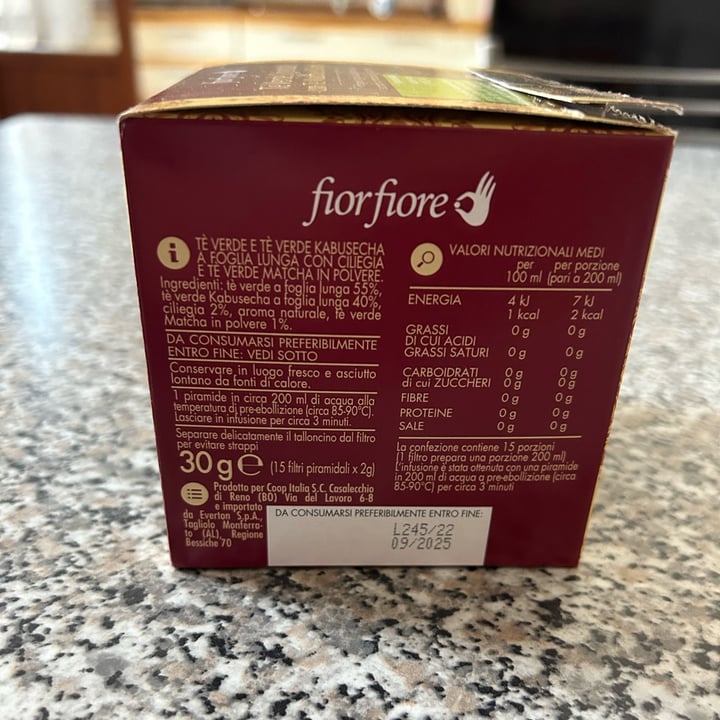 fiorfiore
TÈ VERDE E TÈ VERDE KABUSECHA
A FOGLIA LUNGA CON CILIEGIA
E TÈ VERDE MATCHA IN POLVERE.
Ingredienti: tè verde a foglia lunga 55%,
tè verde Kabusecha a foglia lunga 40%,
ciliegia 2%, aroma naturale, tè verde
Matcha in polvere 1%.
DA CONSUMARSI PREFERIBILMENTE
ENTRO FINE: VEDI SOTTO
Conservare in luogo fresco e asciutto
lontano da fonti di calore.
1 piramide in circa 200 ml di acqua alla
temperatura di pre-ebollizione (circa 85-90°C).
Lasciare in infusione per circa 3 minuti.
Separare delicatamente il talloncino dal filtro
per evitare strappi
30 g e (15 filtri piramidali x 2g)
Prodotto per Coop Italia S.C. Casalecchio
di Reno (BO) Via del Lavoro 6-8
e importato
da Everton S.p.A.,
Tagliolo Monferra-
to (AL), Regione
Bessiche 70
VALORI NUTRIZIONALI MEDI
per per porzione
100 ml (pari a 200 ml)
ENERGIA 4 kJ 7 kJ
1 kcal 2 kcal
GRASSI 0 g 0 g
DI CUI ACIDI
GRASSI SATURI 0 g 0 g
CARBOIDRATI 0 g 0 g
di cui ZUCCHERI 0 g 0 g
FIBRE 0 g 0 g
PROTEINE 0 g 0 g
SALE 0 g 0 g
La confezione contiene 15 porzioni
(1 filtro prepara una porzione 200 ml)
L'infusione è stata ottenuta con una piramide
in 200 ml di acqua a pre-ebollizione (circa
85-90°C) per circa 3 minuti
DA CONSUMARSI PREFERIBILMENTE ENTRO FINE:
L245/22
09/2025